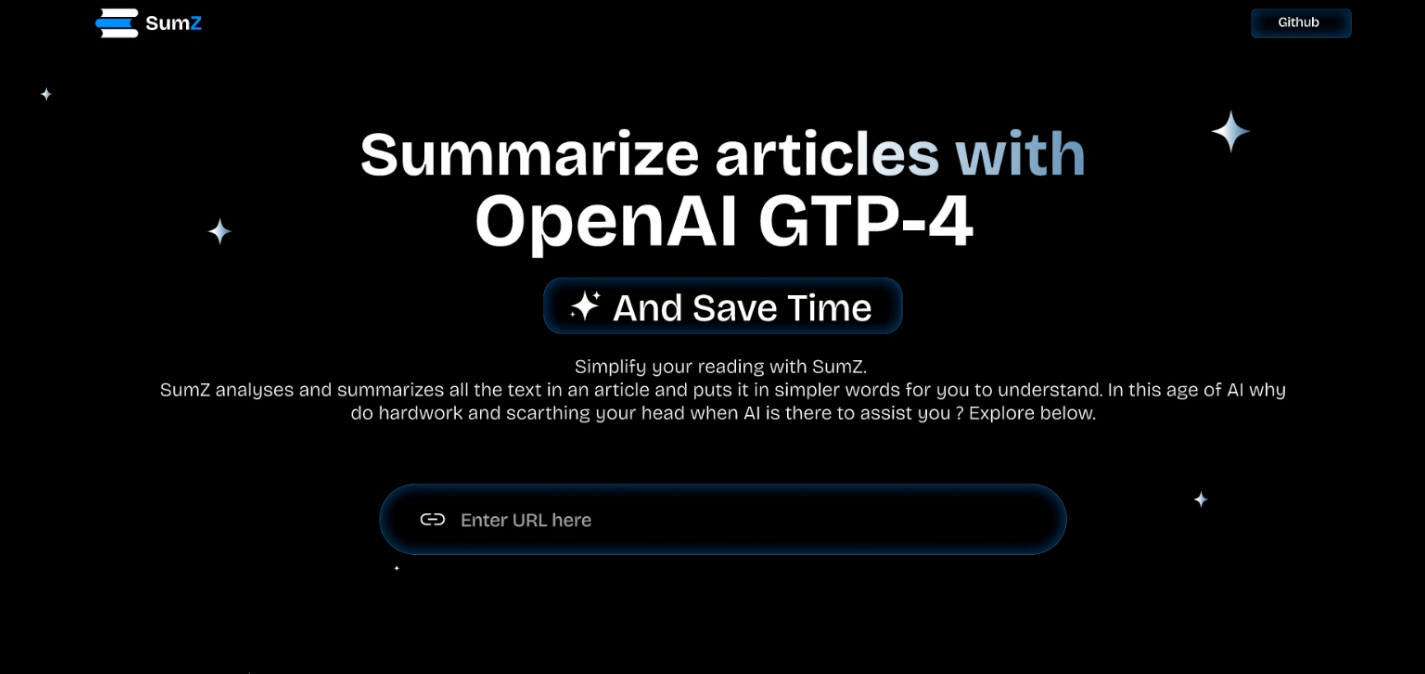 SumZ
Github
Summarize articles with
OpenAI GTP-4
And Save Time
Simplify your reading with SumZ.
SumZ analyses and summarizes all the text in an article and puts it in simpler words for you to understand. In this age of AI why
do hardwork and scarthing your head when AI is there to assist you ? Explore below.
Enter URL here